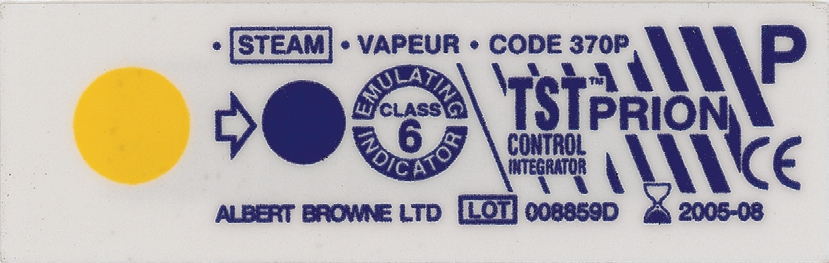 • STEAM • VAPEUR • CODE 370P
P
EMULATING
CLASS
6
INDICATOR
TST™ PRION
CONTROL
INTEGRATOR
CE
ALBERT BROWNE LTD LOT 008859D 2005-08